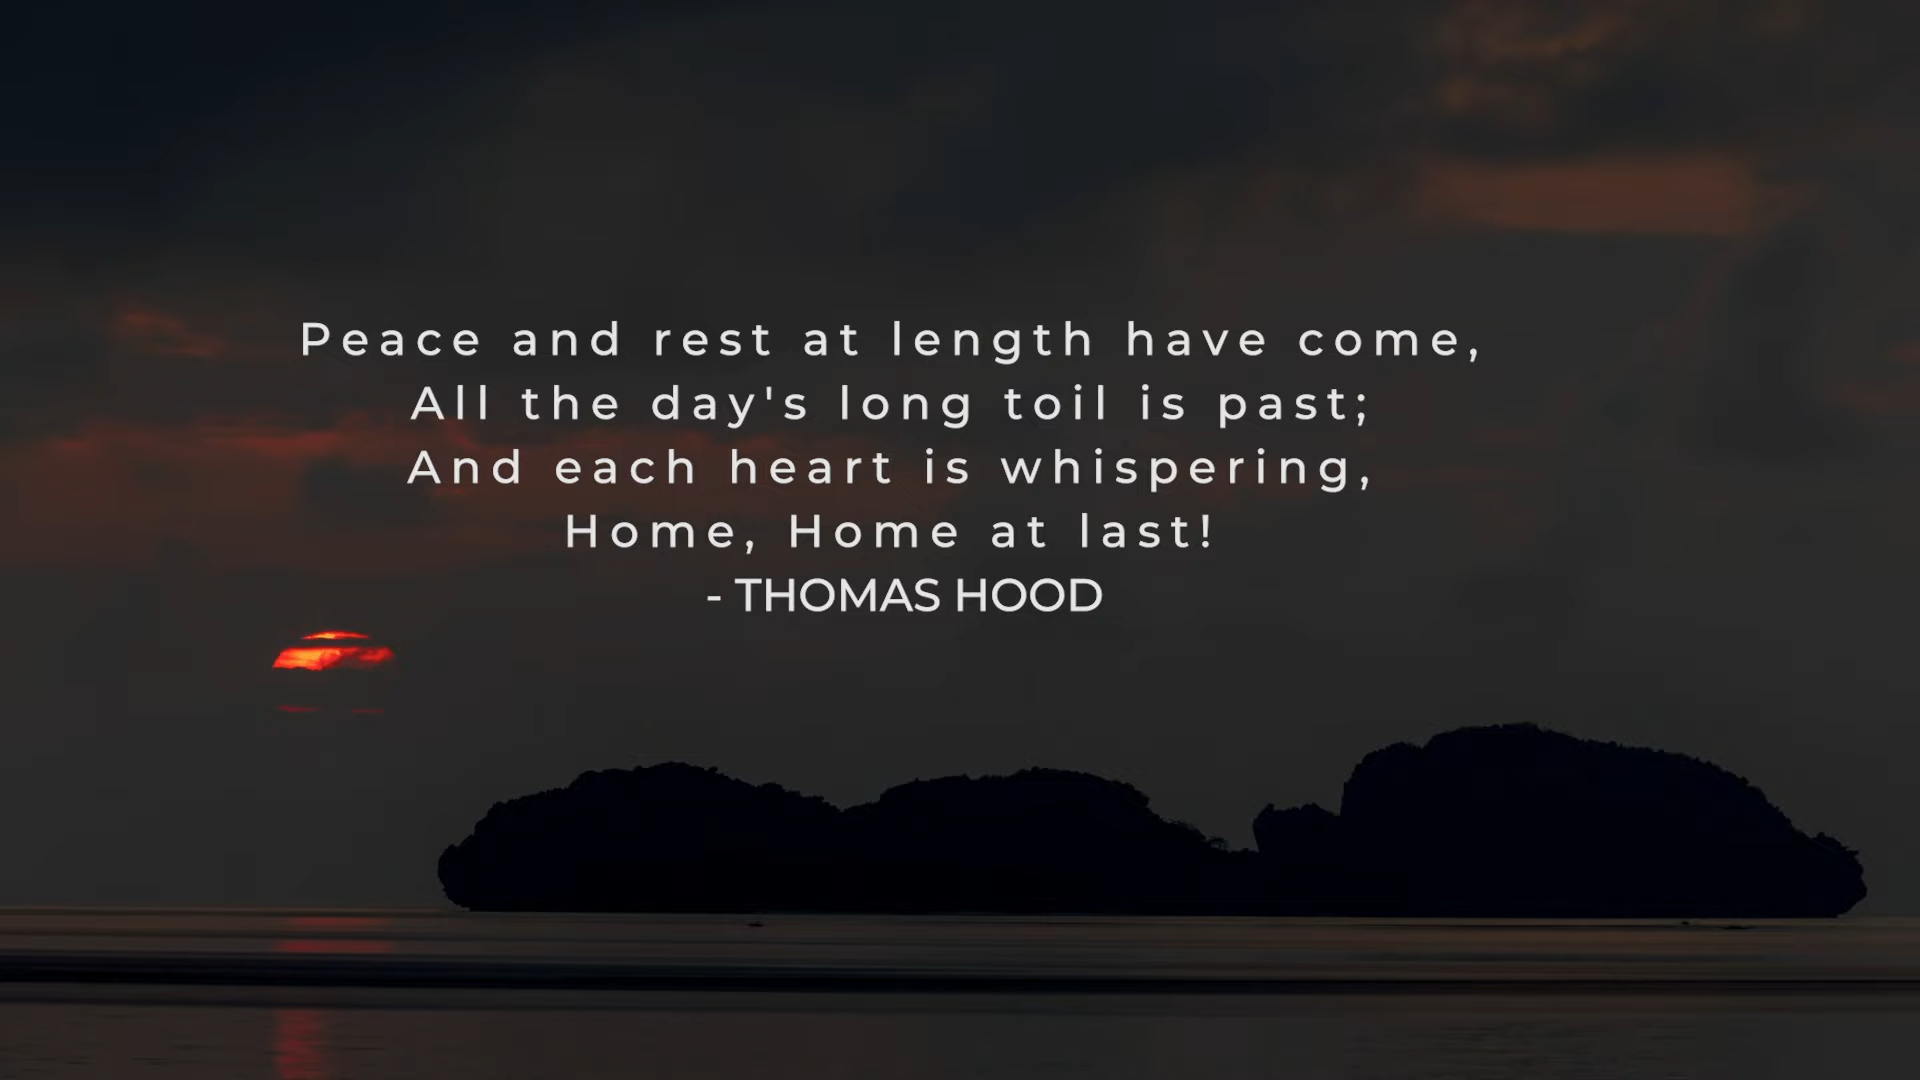 Peace and rest at length have come,
All the day's long toil is past;
And each heart is whispering,
Home, Home at last!
- THOMAS HOOD